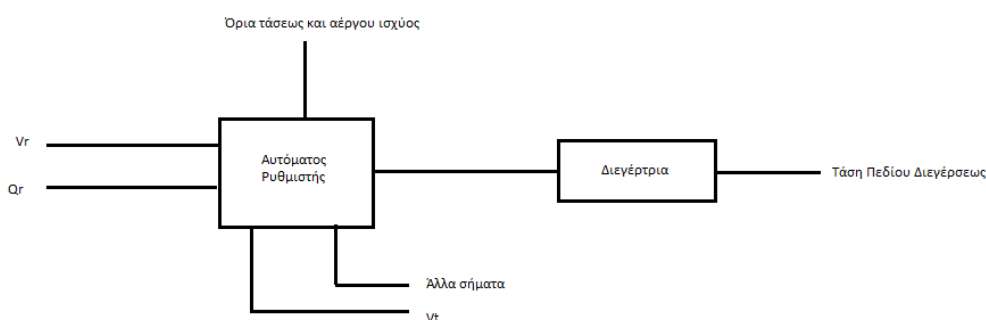 Όρια τάσεως και αέργου ισχύος
Vr
Qr
Αυτόματος
Ρυθμιστής
Διεγέρτρια
Τάση Πεδίου Διεγέρσεως
Άλλα σήματα
Vt